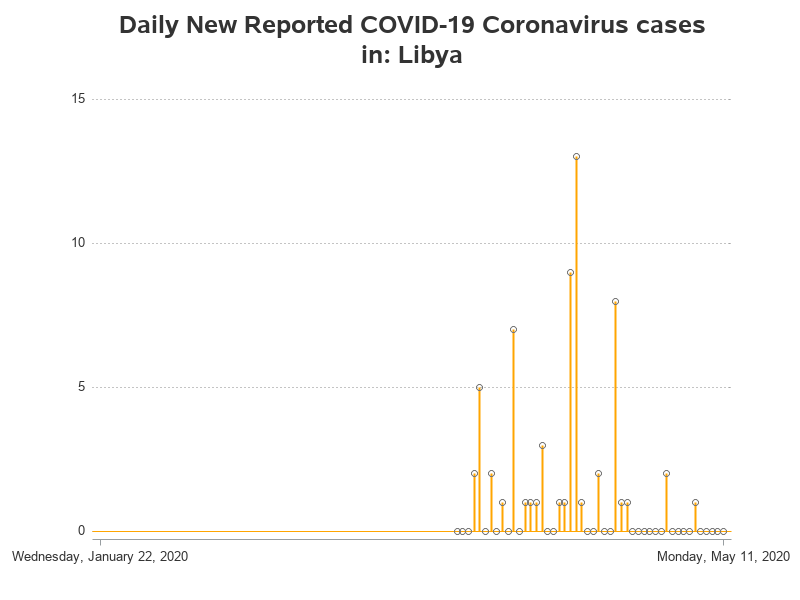 Daily New Reported COVID-19 Coronavirus cases
in: Libya
15
10
5
0
Wednesday, January 22, 2020
Monday, May 11, 2020